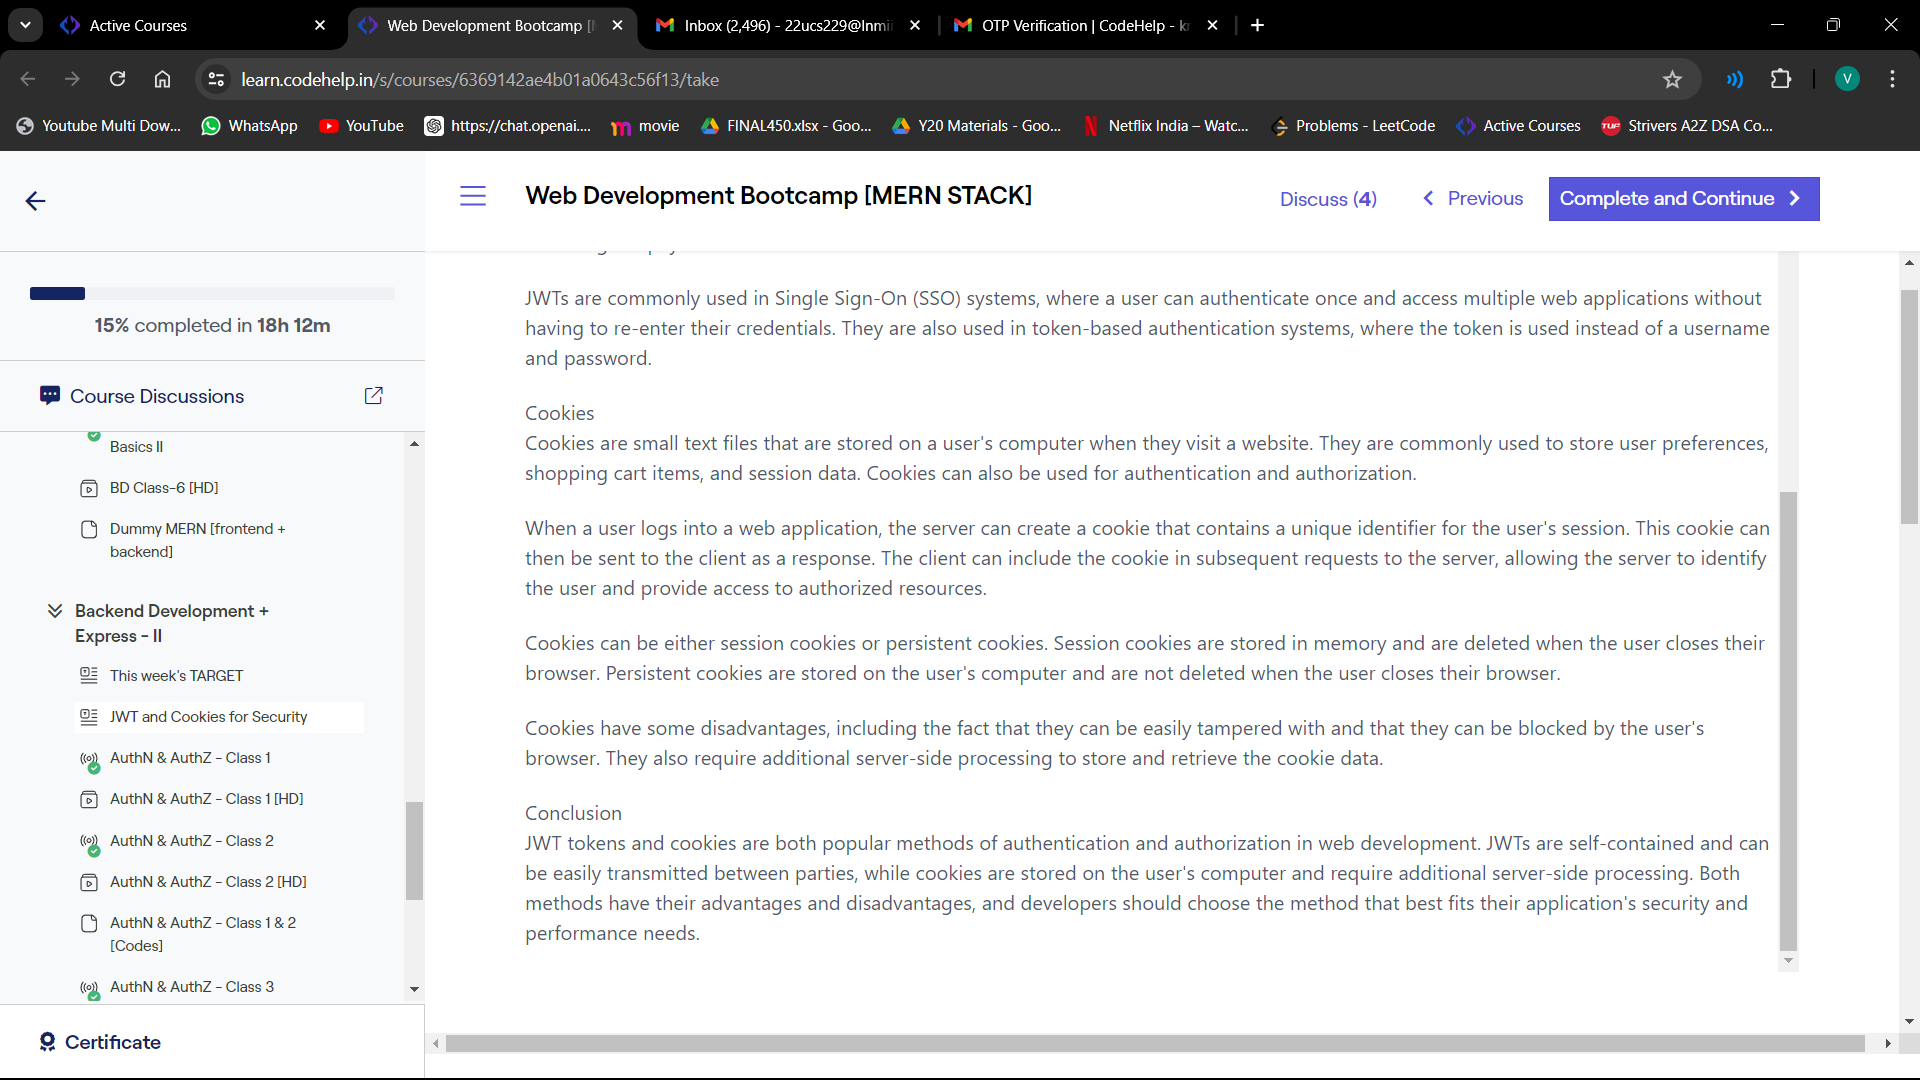 Active Courses
Web Development Bootcamp [
Inbox (2,496) - 22ucs229@lnmi
OTP Verification | CodeHelp - k
learn.codehelp.in/s/courses/6369142ae4b01a0643c56f13/take
V
Youtube Multi Dow...
WhatsApp
YouTube
https://chat.openai....
movie
FINAL450.xlsx - Goo...
Y20 Materials - Goo...
Netflix India – Watc...
Problems - LeetCode
Active Courses
TUF
Strivers A2Z DSA Co...
Web Development Bootcamp [MERN STACK]
Discuss (4)
Previous
Complete and Continue
15% completed in 18h 12m
Course Discussions
Basics II
BD Class-6 [HD]
Dummy MERN [frontend +
backend]
Backend Development +
Express - II
This week's TARGET
JWT and Cookies for Security
AuthN & AuthZ - Class 1
AuthN & AuthZ - Class 1 [HD]
AuthN & AuthZ - Class 2
AuthN & AuthZ - Class 2 [HD]
AuthN & AuthZ - Class 1 & 2
[Codes]
AuthN & AuthZ - Class 3
Certificate
JWTs are commonly used in Single Sign-On (SSO) systems, where a user can authenticate once and access multiple web applications without
having to re-enter their credentials. They are also used in token-based authentication systems, where the token is used instead of a username
and password.
Cookies
Cookies are small text files that are stored on a user's computer when they visit a website. They are commonly used to store user preferences,
shopping cart items, and session data. Cookies can also be used for authentication and authorization.
When a user logs into a web application, the server can create a cookie that contains a unique identifier for the user's session. This cookie can
then be sent to the client as a response. The client can include the cookie in subsequent requests to the server, allowing the server to identify
the user and provide access to authorized resources.
Cookies can be either session cookies or persistent cookies. Session cookies are stored in memory and are deleted when the user closes their
browser. Persistent cookies are stored on the user's computer and are not deleted when the user closes their browser.
Cookies have some disadvantages, including the fact that they can be easily tampered with and that they can be blocked by the user's
browser. They also require additional server-side processing to store and retrieve the cookie data.
Conclusion
JWT tokens and cookies are both popular methods of authentication and authorization in web development. JWTs are self-contained and can
be easily transmitted between parties, while cookies are stored on the user's computer and require additional server-side processing. Both
methods have their advantages and disadvantages, and developers should choose the method that best fits their application's security and
performance needs.